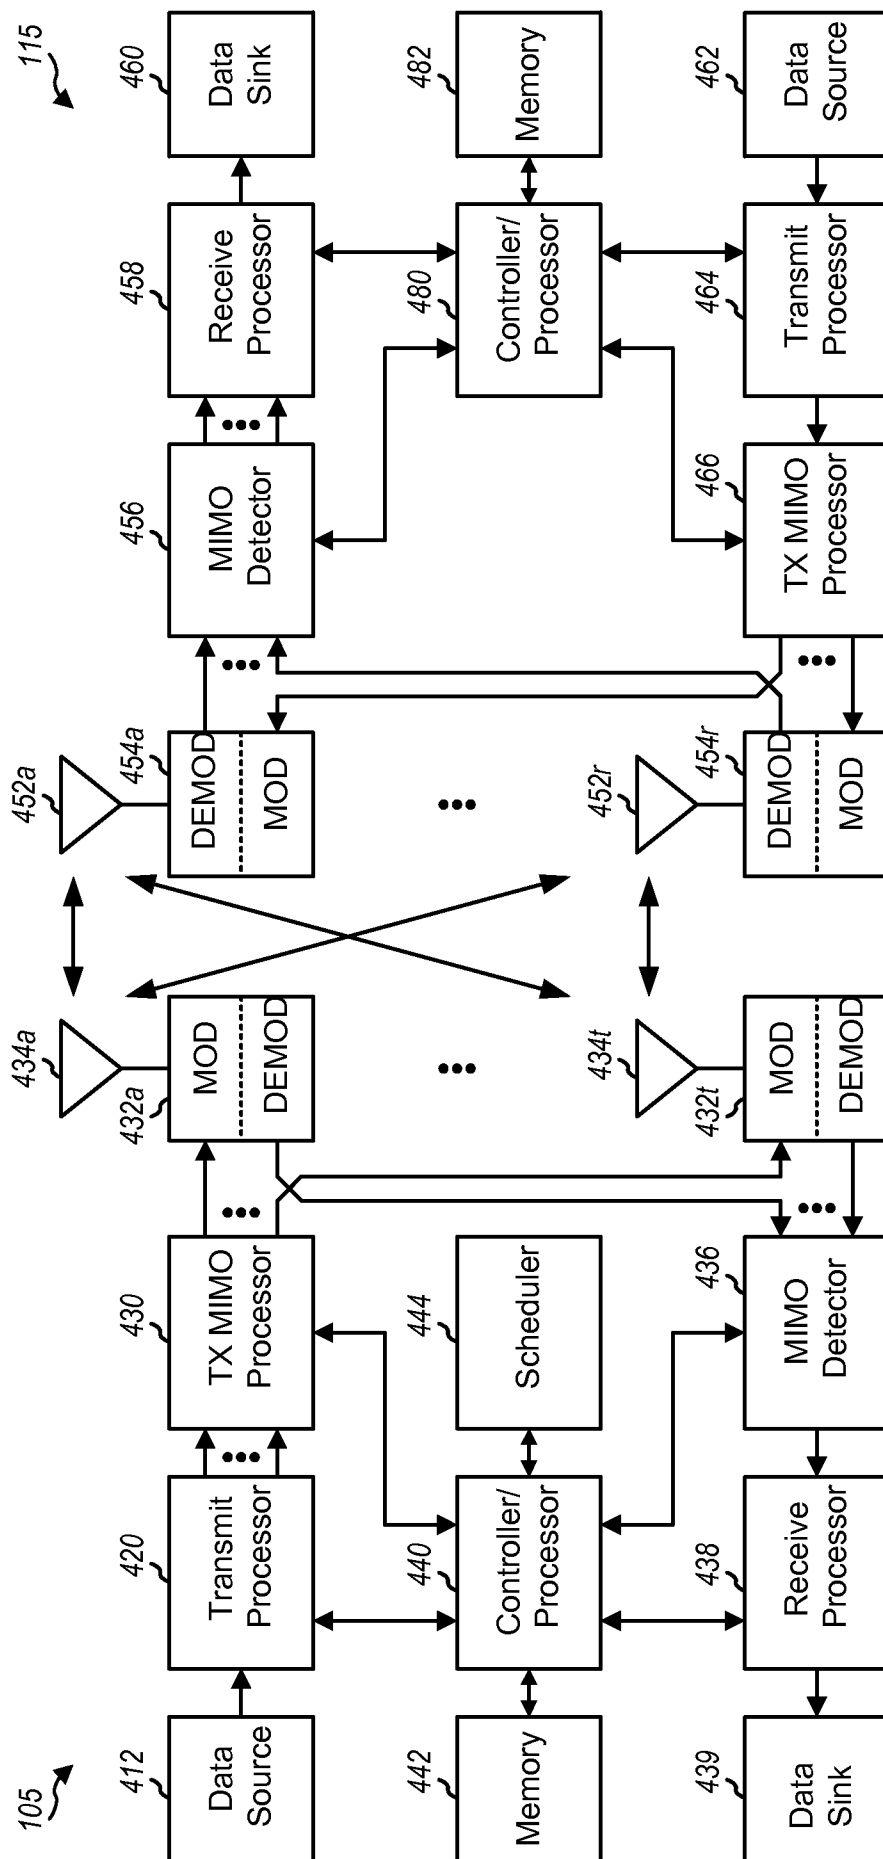 105
115
412
Data
Source
420
Transmit
Processor
430
TX MIMO
Processor
432a
MOD
DEMOD
434a
452a
454a
DEMOD
MOD
456
MIMO
Detector
458
Receive
Processor
460
Data
Sink
442
Memory
440
Controller/
Processor
444
Scheduler
480
Controller/
Processor
482
Memory
439
Data
Sink
438
Receive
Processor
436
MIMO
Detector
432t
MOD
DEMOD
434t
452r
454r
DEMOD
MOD
466
TX MIMO
Processor
464
Transmit
Processor
462
Data
Source